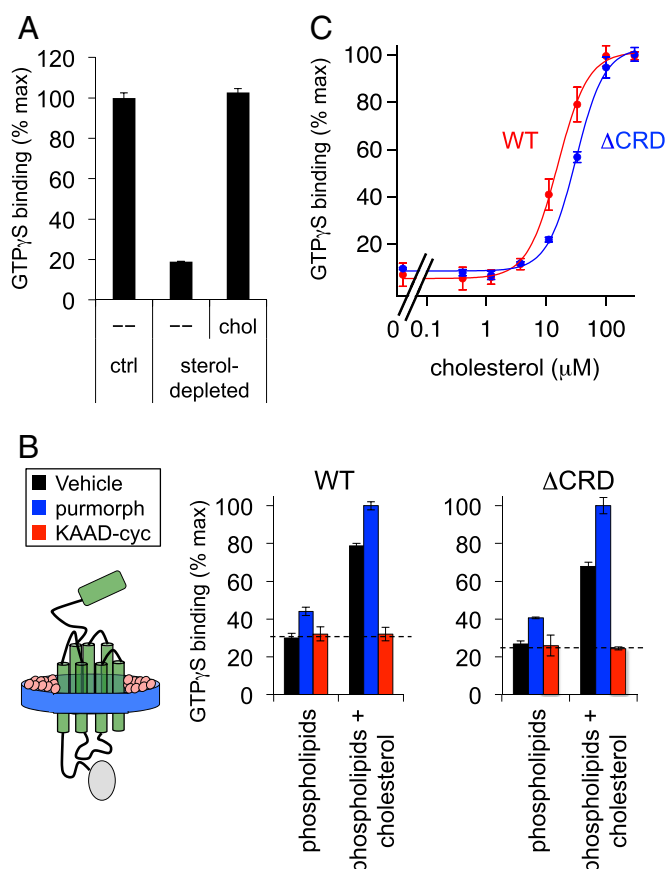 A
GTPγS binding (% max)
120
100
80
60
40
20
0
-- -- chol
ctrl sterol-
depleted
C
GTPγS binding (% max)
100
80
60
40
20
WT ΔCRD
0 0.1 1 10 100
cholesterol (μM)
B
Vehicle
purmorph
KAAD-cyc
WT
GTPγS binding (% max)
100
80
60
40
20
0
phospholipids
phospholipids +
cholesterol
ΔCRD
100
80
60
40
20
0
phospholipids
phospholipids +
cholesterol